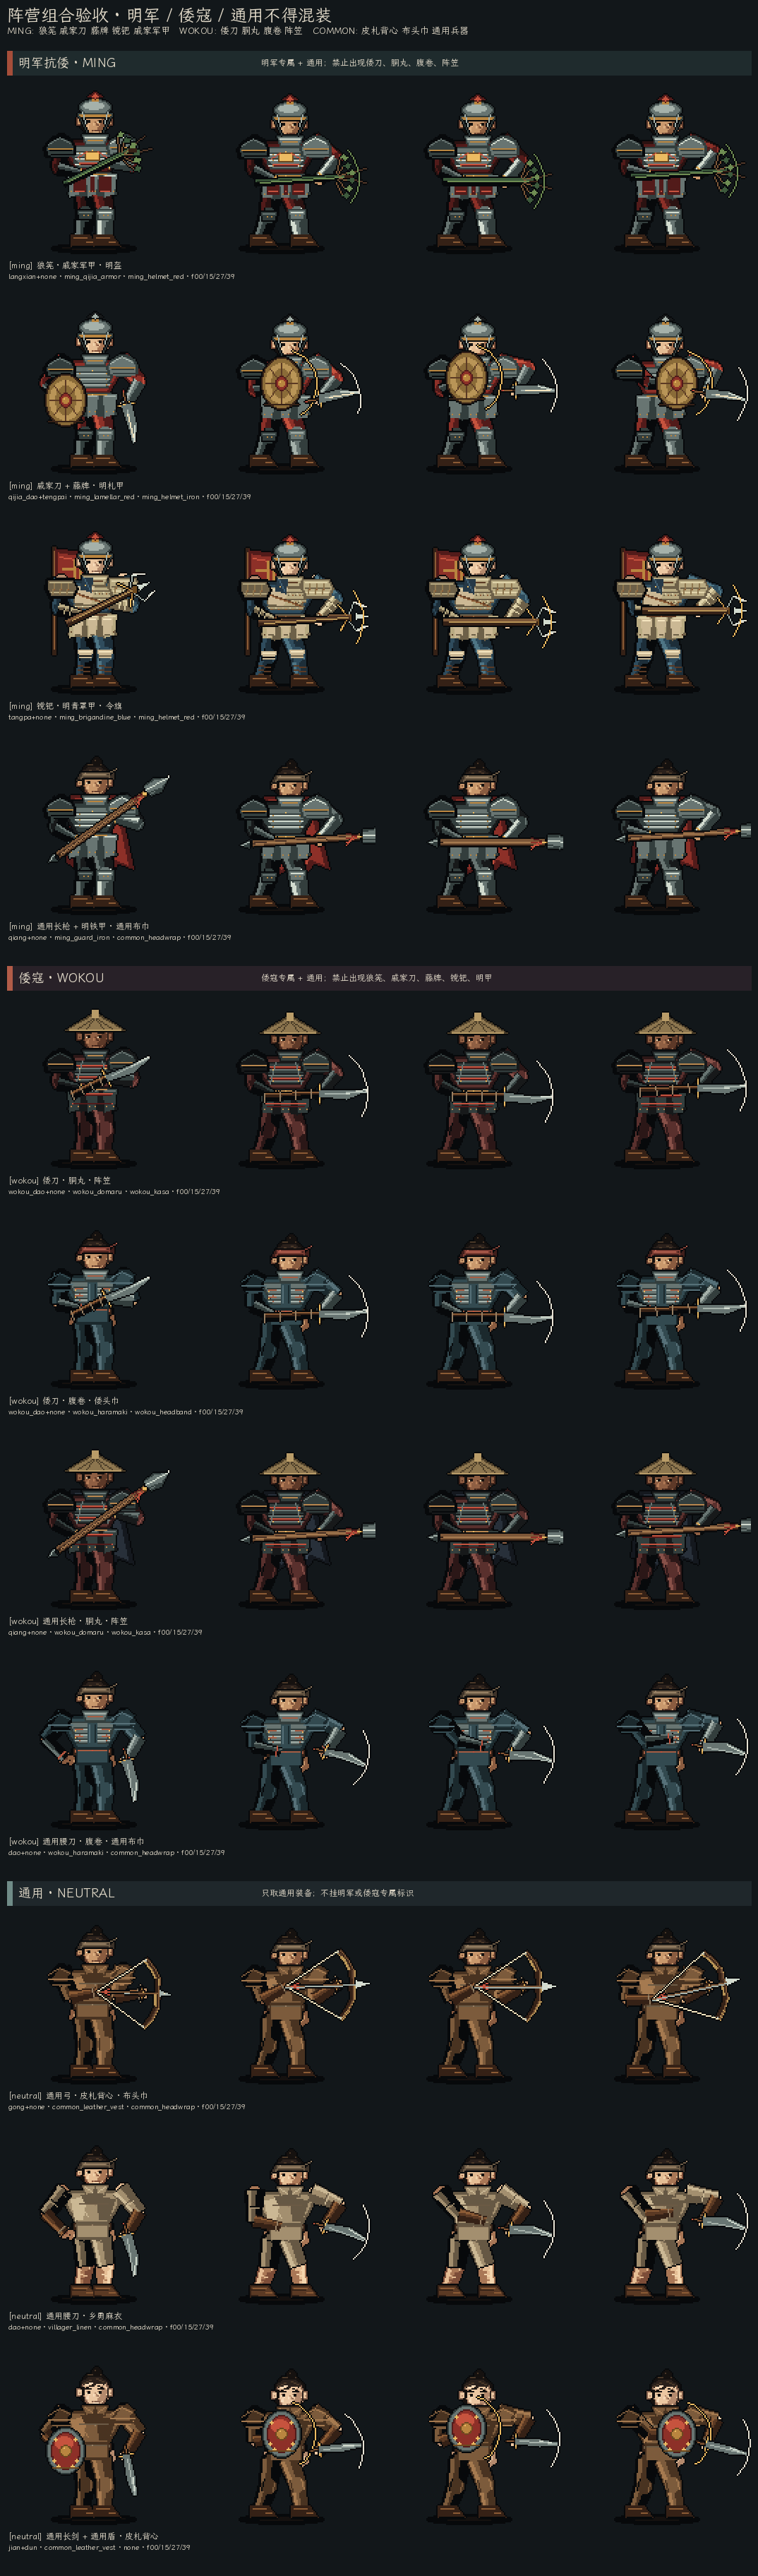 阵营组合验收・明军 / 倭寇 / 通用不得混装
MING: 狼筅 戚家刀 藤牌 镋钯 戚家军甲 WOKOU: 倭刀 胴丸 腹卷 阵笠 COMMON: 皮札背心 布头巾 通用兵器
明军抗倭・MING 明军专属 + 通用; 禁止出现倭刀、胴丸、腹卷、阵笠
[ming] 狼筅・戚家军甲・明盔
langxian+none・ming_qijia_armor・ming_helmet_red・f00/15/27/39
[ming] 戚家刀 + 藤牌・明札甲
qijia_dao+tengpai・ming_lamellar_red・ming_helmet_iron・f00/15/27/39
[ming] 镋钯・明青罩甲・令旗
tangpa+none・ming_brigandine_blue・ming_helmet_red・f00/15/27/39
[ming] 通用长枪 + 明铁甲・通用布巾
qiang+none・ming_guard_iron・common_headwrap・f00/15/27/39
倭寇・WOKOU 倭寇专属 + 通用; 禁止出现狼筅、戚家刀、藤牌、镋钯、明甲
[wokou] 倭刀・胴丸・阵笠
wokou_dao+none・wokou_domaru・wokou_kasa・f00/15/27/39
[wokou] 倭刀・腹卷・倭头巾
wokou_dao+none・wokou_haramaki・wokou_headband・f00/15/27/39
[wokou] 通用长枪・胴丸・阵笠
qiang+none・wokou_domaru・wokou_kasa・f00/15/27/39
[wokou] 通用腰刀・腹卷・通用布巾
dao+none・wokou_haramaki・common_headwrap・f00/15/27/39
通用・NEUTRAL 只取通用装备; 不挂明军或倭寇专属标识
[neutral] 通用弓・皮札背心・布头巾
gong+none・common_leather_vest・common_headwrap・f00/15/27/39
[neutral] 通用腰刀・乡勇麻衣
dao+none・villager_linen・common_headwrap・f00/15/27/39
[neutral] 通用长剑 + 通用盾・皮札背心
jian+dun・common_leather_vest・none・f00/15/27/39